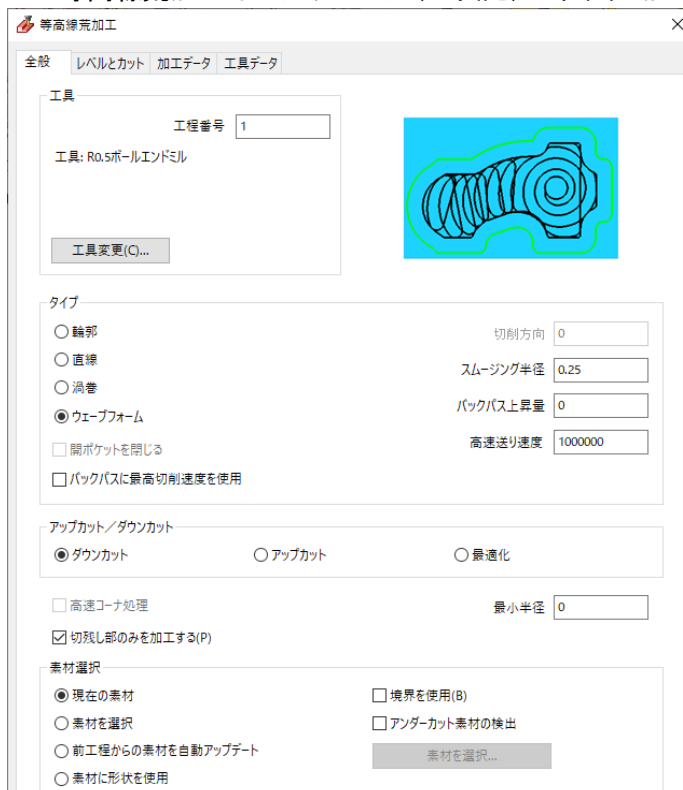 等高線荒加工
全般 レベルとカット 加工データ 工具データ
工具
工程番号 1
工具: R0.5ボールエンドミル
工具変更(C)...
タイプ
輪郭
切削方向 0
直線
スムージング半径 0.25
渦巻
バックパス上昇量 0
ウェーブフォーム
高速送り速度 1000000
開ポケットを閉じる
バックパスに最高切削速度を使用
アップカット／ダウンカット
ダウンカット アップカット 最適化
高速コーナ処理 最小半径 0
切残し部のみを加工する(P)
素材選択
現在の素材 境界を使用(B)
素材を選択 アンダーカット素材の検出
前工程からの素材を自動アップデート 素材を選択...
素材に形状を使用